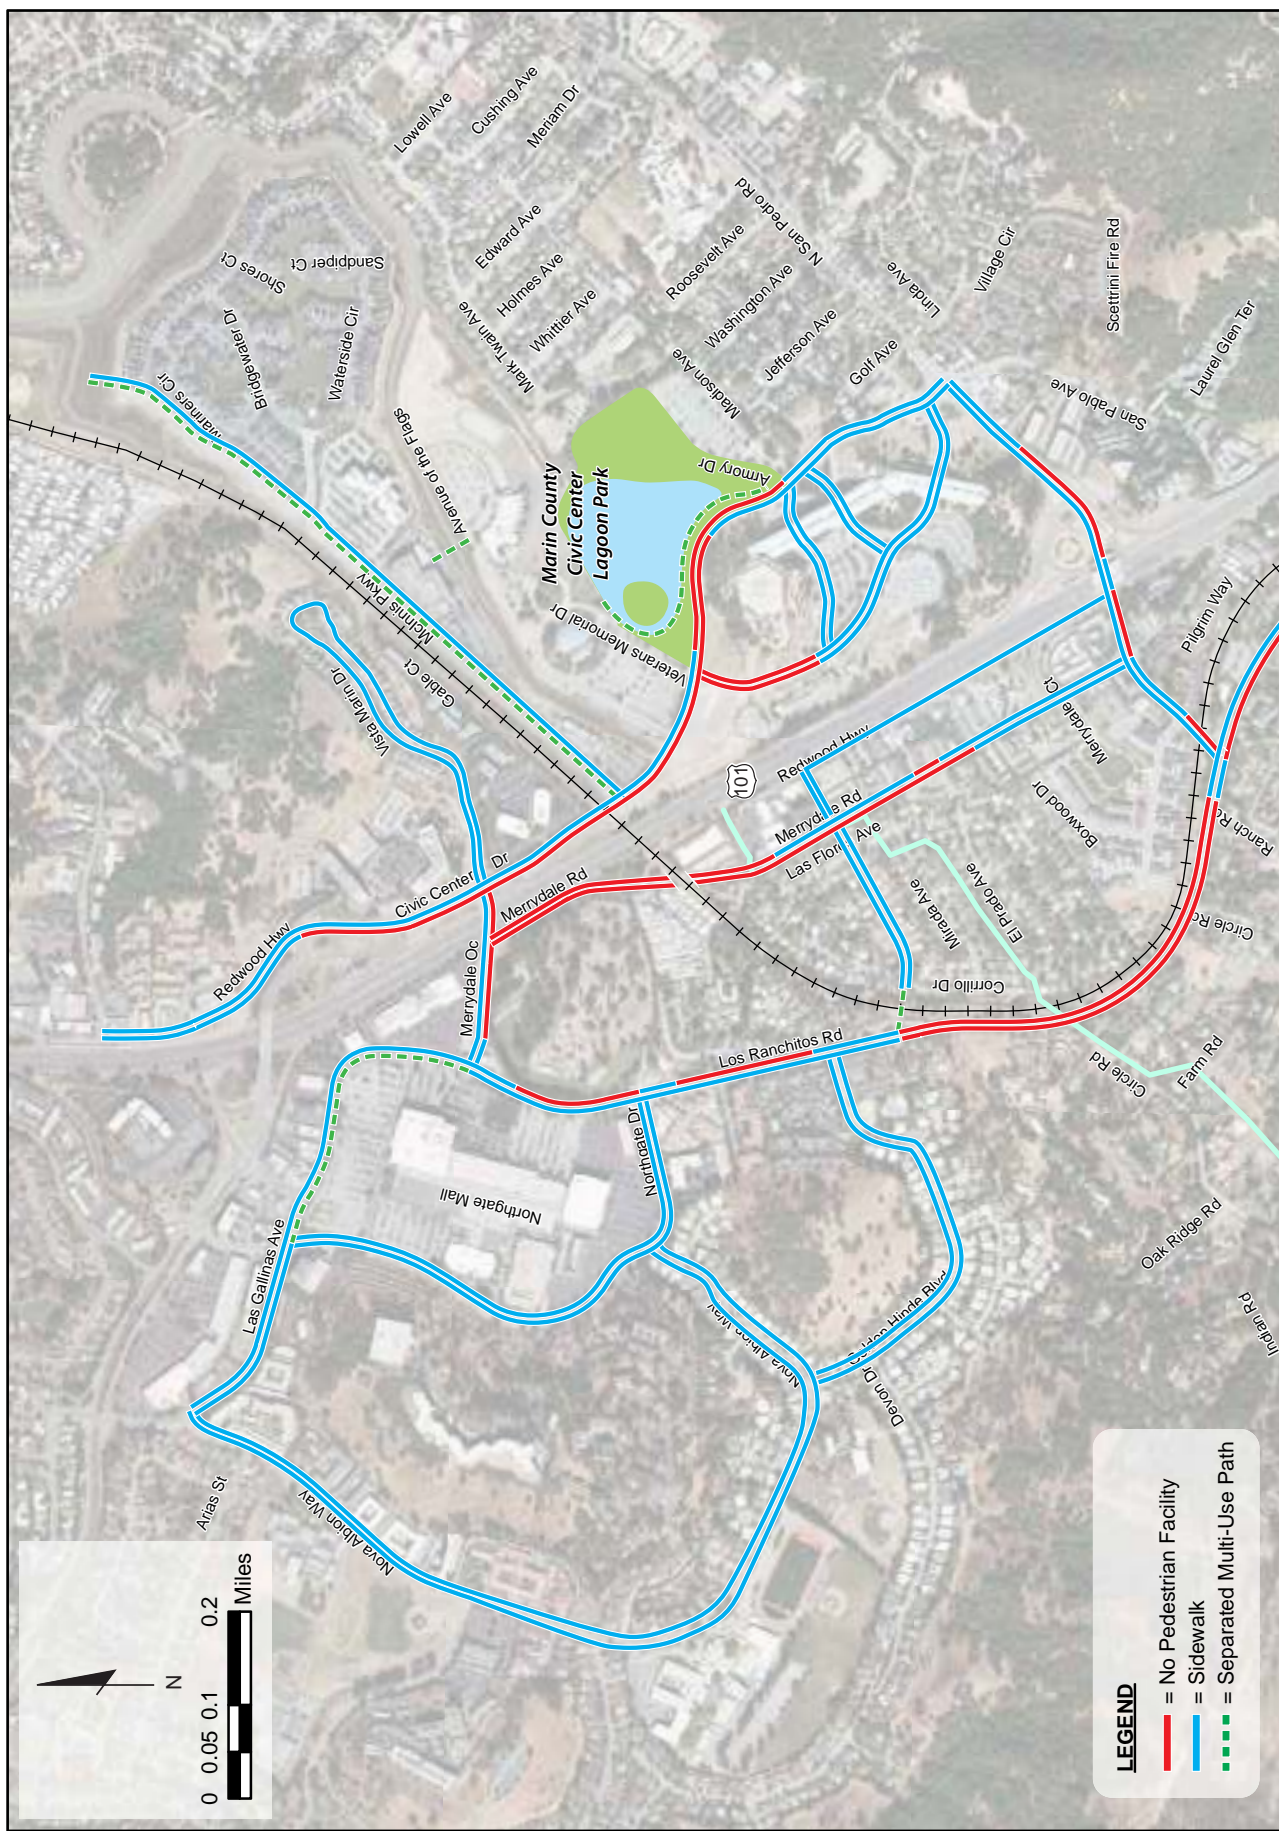 Lowell Ave
Cushing Ave
Meriam Dr
Edward Ave
Holmes Ave
Whittier Ave
Mark Twain Ave
Roosevelt Ave
N San Pedro Rd
Washington Ave
Jefferson Ave
Madison Ave
Golf Ave
Linda Ave
Village Cir
Scettrini Fire Rd
San Pablo Ave
Laurel Glen Ter
Shores Ct
Sandpiper Ct
Bridgewater Dr
Waterside Cir
Mariners Cir
Avenue of the Flags
McInnis Pkwy
Marin County
Civic Center
Lagoon Park
Armory Dr
Veterans Memorial Dr
Gable Ct
Vista Marin Dr
Civic Center Dr
Redwood Hwy
Merrydale Rd
Merrydale Oc
101
Redwood Hwy
Merrydale Rd
Las Flores Ave
Merrydale Ct
Boxwood Dr
Pilgrim Way
Ranch Rd
Circle Rd
Mirada Ave
El Prado Ave
Corrillo Dr
Los Ranchitos Rd
Circle Rd
Farm Rd
Northgate Dr
Northgate Mall
Las Gallinas Ave
Nova Albion Way
Golden Hinde Blvd
Devon Dr
Oak Ridge Rd
Indian Rd
Arias St
Nova Albion Way
N
0 0.05 0.1 0.2
Miles
LEGEND
= No Pedestrian Facility
= Sidewalk
= Separated Multi-Use Path